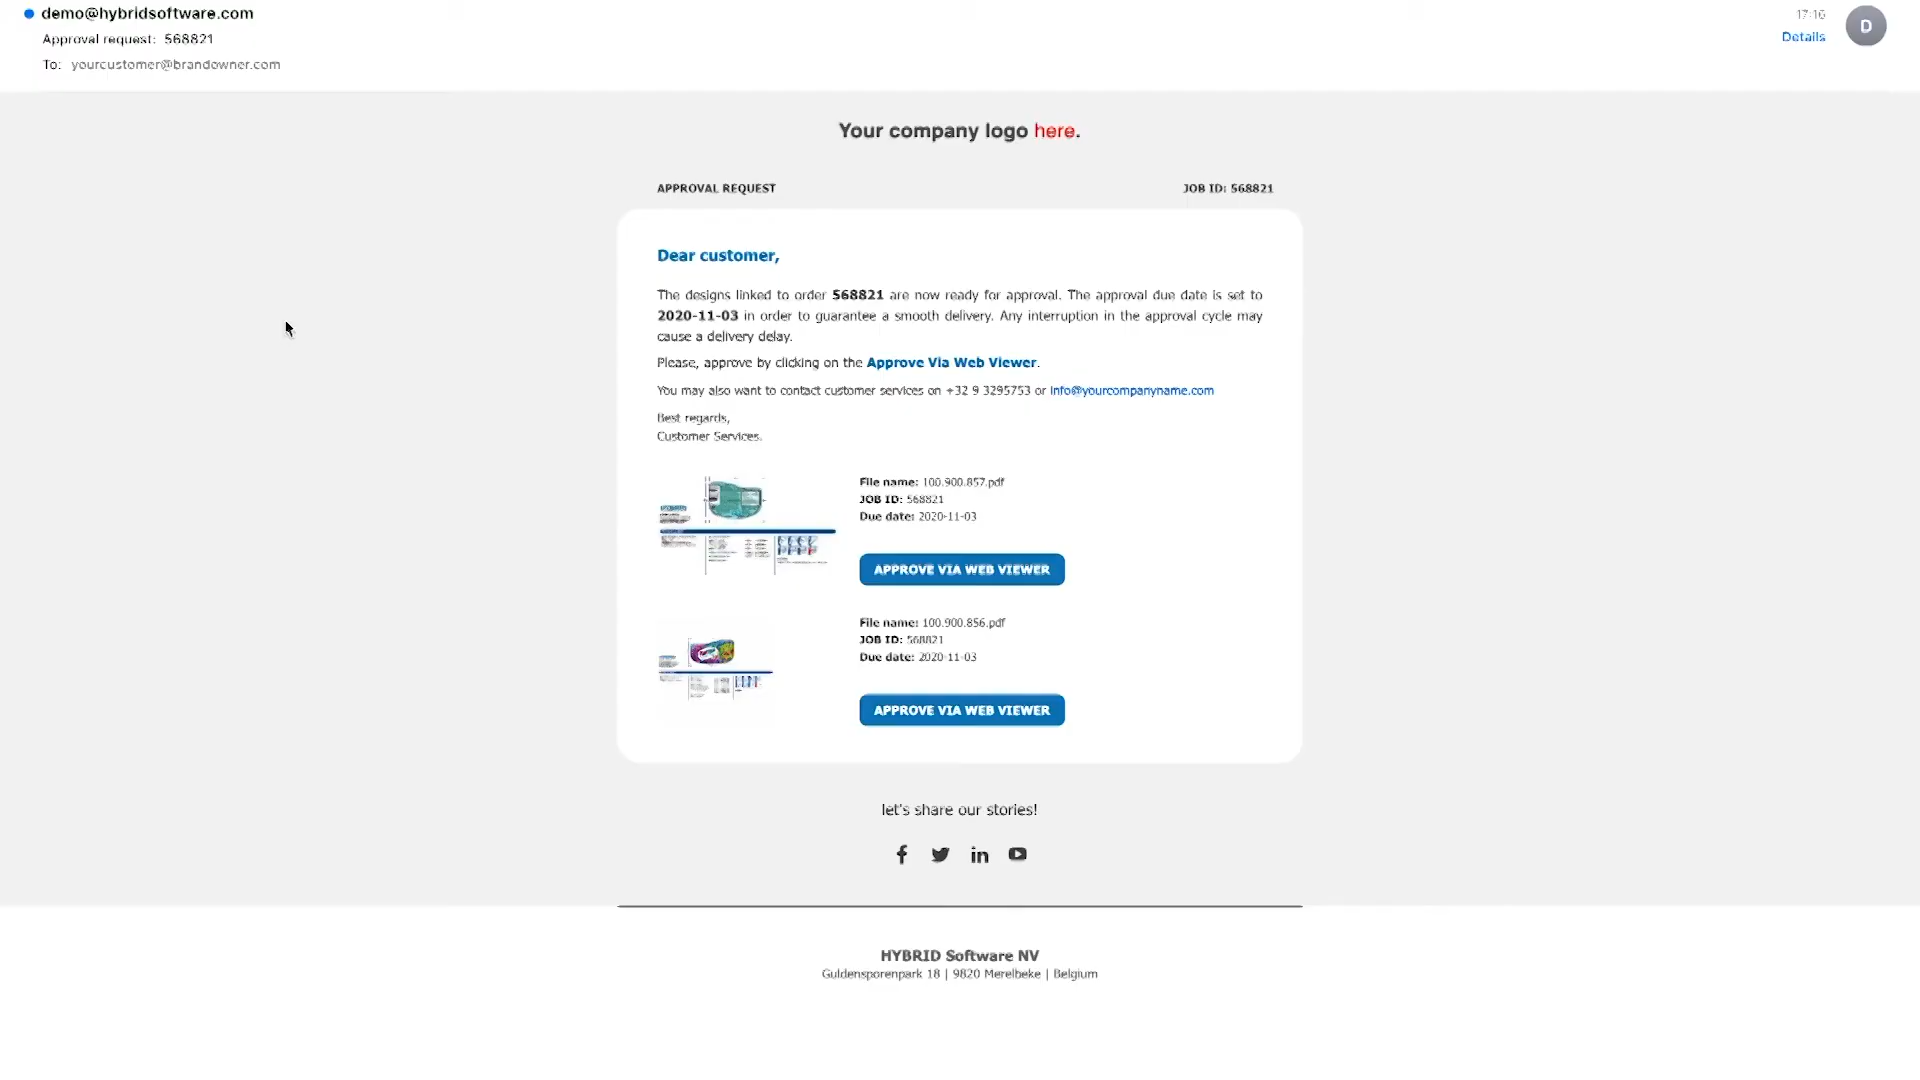 demo@hybridsoftware.com
17:16
D
Approval request: 568821
Details
To: yourcustomer@brandowner.com
Your company logo here.
APPROVAL REQUEST
JOB ID: 568821
Dear customer,
The designs linked to order 568821 are now ready for approval. The approval due date is set to
2020-11-03 in order to guarantee a smooth delivery. Any interruption in the approval cycle may
cause a delivery delay.
Please, approve by clicking on the Approve Via Web Viewer.
You may also want to contact customer services on +32 9 3295753 or info@yourcompanyname.com
Best regards,
Customer Services.
File name: 100.900.857.pdf
JOB ID: 568821
Due date: 2020-11-03
APPROVE VIA WEB VIEWER
File name: 100.900.856.pdf
JOB ID: 568821
Due date: 2020-11-03
APPROVE VIA WEB VIEWER
let's share our stories!
HYBRID Software NV
Guldensporenpark 18 | 9820 Merelbeke | Belgium